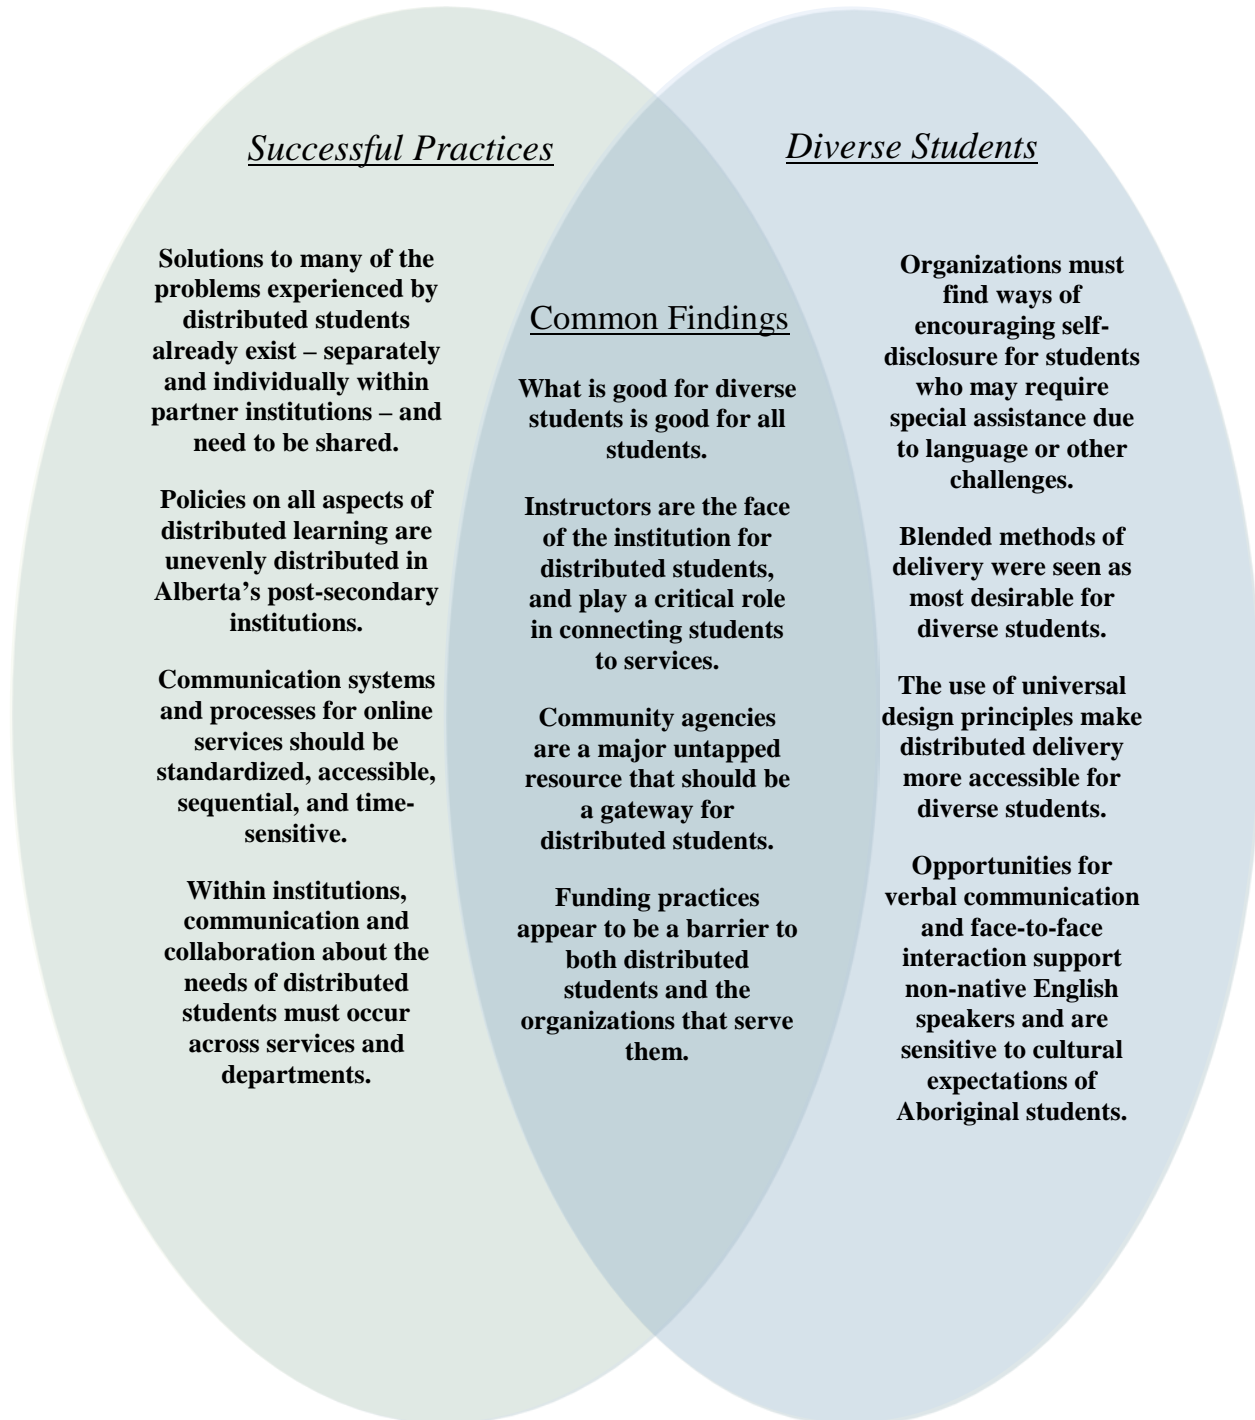 Successful Practices
Solutions to many of the
problems experienced by
distributed students
already exist – separately
and individually within
partner institutions – and
need to be shared.
Policies on all aspects of
distributed learning are
unevenly distributed in
Alberta’s post-secondary
institutions.
Communication systems
and processes for online
services should be
standardized, accessible,
sequential, and time-
sensitive.
Within institutions,
communication and
collaboration about the
needs of distributed
students must occur
across services and
departments.
Common Findings
What is good for diverse
students is good for all
students.
Instructors are the face
of the institution for
distributed students,
and play a critical role
in connecting students
to services.
Community agencies
are a major untapped
resource that should be
a gateway for
distributed students.
Funding practices
appear to be a barrier to
both distributed
students and the
organizations that serve
them.
Diverse Students
Organizations must
find ways of
encouraging self-
disclosure for students
who may require
special assistance due
to language or other
challenges.
Blended methods of
delivery were seen as
most desirable for
diverse students.
The use of universal
design principles make
distributed delivery
more accessible for
diverse students.
Opportunities for
verbal communication
and face-to-face
interaction support
non-native English
speakers and are
sensitive to cultural
expectations of
Aboriginal students.